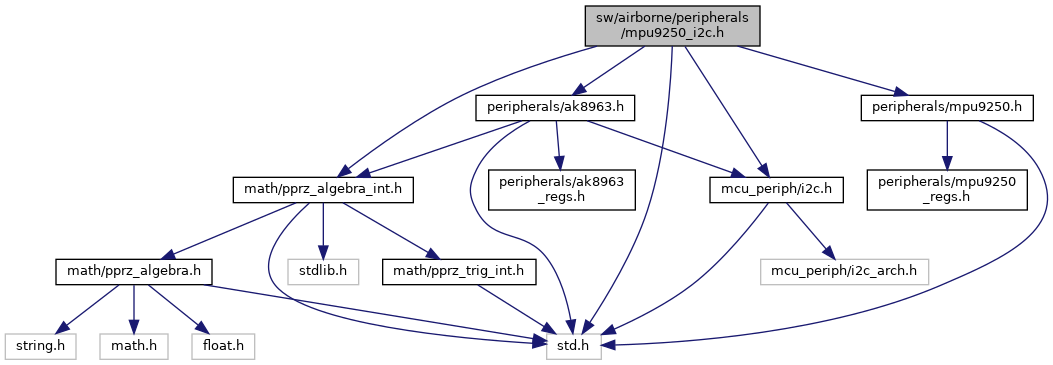 sw/airborne/peripherals
/mpu9250_i2c.h
peripherals/ak8963.h
peripherals/mpu9250.h
math/pprz_algebra_int.h
peripherals/ak8963
_regs.h
mcu_periph/i2c.h
peripherals/mpu9250
_regs.h
math/pprz_algebra.h
stdlib.h
math/pprz_trig_int.h
mcu_periph/i2c_arch.h
string.h
math.h
float.h
std.h